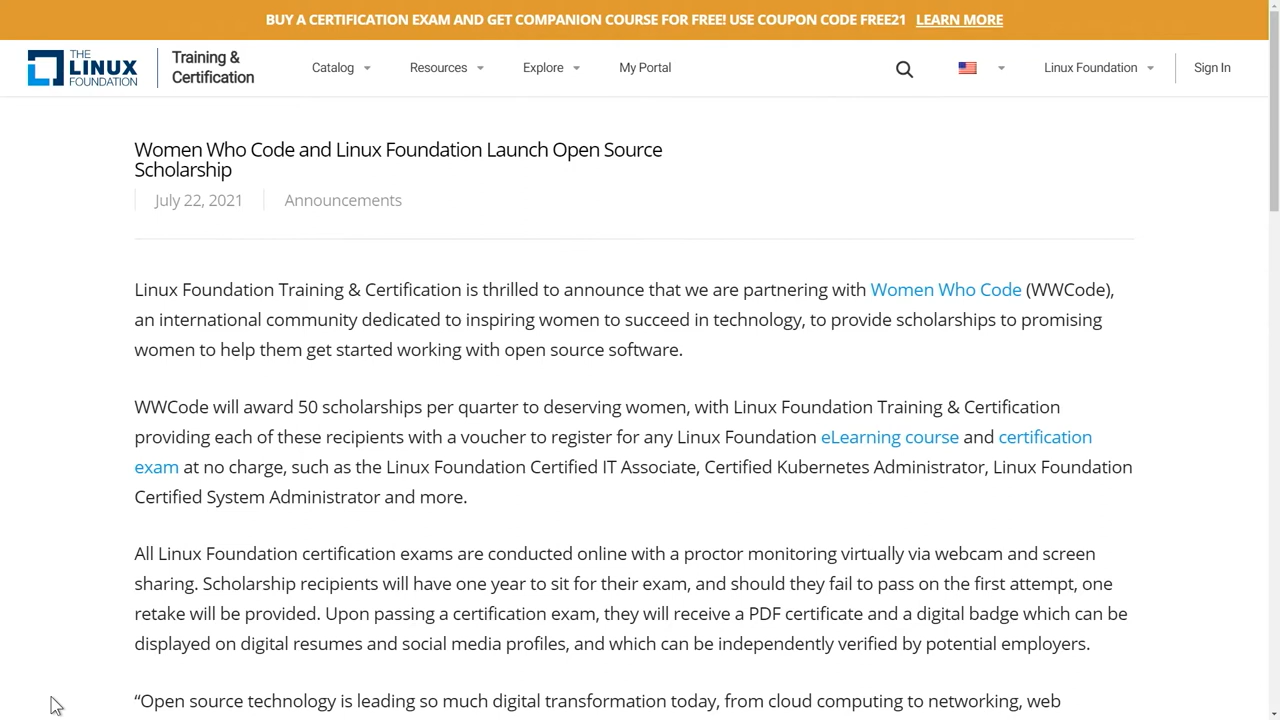 BUY A CERTIFICATION EXAM AND GET COMPANION COURSE FOR FREE! USE COUPON CODE FREE21 LEARN MORE
THE LINUX FOUNDATION
Training & Certification
Catalog Resources Explore My Portal Linux Foundation Sign In
Women Who Code and Linux Foundation Launch Open Source
Scholarship
July 22, 2021 Announcements
Linux Foundation Training & Certification is thrilled to announce that we are partnering with Women Who Code (WWCode),
an international community dedicated to inspiring women to succeed in technology, to provide scholarships to promising
women to help them get started working with open source software.
WWCode will award 50 scholarships per quarter to deserving women, with Linux Foundation Training & Certification
providing each of these recipients with a voucher to register for any Linux Foundation eLearning course and certification
exam at no charge, such as the Linux Foundation Certified IT Associate, Certified Kubernetes Administrator, Linux Foundation
Certified System Administrator and more.
All Linux Foundation certification exams are conducted online with a proctor monitoring virtually via webcam and screen
sharing. Scholarship recipients will have one year to sit for their exam, and should they fail to pass on the first attempt, one
retake will be provided. Upon passing a certification exam, they will receive a PDF certificate and a digital badge which can be
displayed on digital resumes and social media profiles, and which can be independently verified by potential employers.
“Open source technology is leading so much digital transformation today, from cloud computing to networking, web